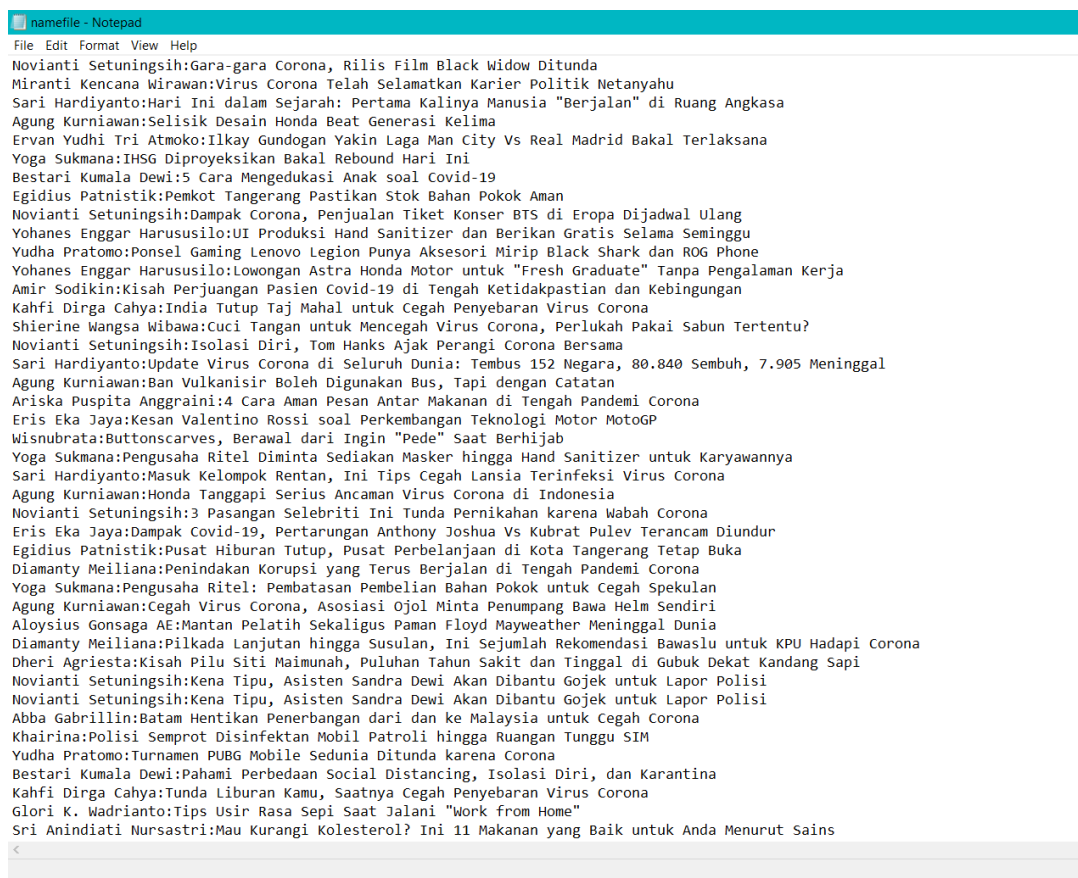 namefile - Notepad
File Edit Format View Help
Novianti Setuningsih:Gara-gara Corona, Rilis Film Black Widow Ditunda
Miranti Kencana Wirawan:Virus Corona Telah Selamatkan Karier Politik Netanyahu
Sari Hardiyanto:Hari Ini dalam Sejarah: Pertama Kalinya Manusia "Berjalan" di Ruang Angkasa
Agung Kurniawan:Selisik Desain Honda Beat Generasi Kelima
Ervan Yudhi Tri Atmoko:Ilkay Gundogan Yakin Laga Man City Vs Real Madrid Bakal Terlaksana
Yoga Sukmana:IHSG Diproyeksikan Bakal Rebound Hari Ini
Bestari Kumala Dewi:5 Cara Mengedukasi Anak soal Covid-19
Egidius Patnistik:Pemkot Tangerang Pastikan Stok Bahan Pokok Aman
Novianti Setuningsih:Dampak Corona, Penjualan Tiket Konser BTS di Eropa Dijadwal Ulang
Yohanes Enggar Harususilo:UI Produksi Hand Sanitizer dan Berikan Gratis Selama Seminggu
Yudha Pratomo:Ponsel Gaming Lenovo Legion Punya Aksesori Mirip Black Shark dan ROG Phone
Yohanes Enggar Harususilo:Lowongan Astra Honda Motor untuk "Fresh Graduate" Tanpa Pengalaman Kerja
Amir Sodikin:Kisah Perjuangan Pasien Covid-19 di Tengah Ketidakpastian dan Kebingungan
Kahfi Dirga Cahya:India Tutup Taj Mahal untuk Cegah Penyebaran Virus Corona
Shierine Wangsa Wibawa:Cuci Tangan untuk Mencegah Virus Corona, Perlukah Pakai Sabun Tertentu?
Novianti Setuningsih:Isolasi Diri, Tom Hanks Ajak Perangi Corona Bersama
Sari Hardiyanto:Update Virus Corona di Seluruh Dunia: Tembus 152 Negara, 80.840 Sembuh, 7.905 Meninggal
Agung Kurniawan:Ban Vulkanisir Boleh Digunakan Bus, Tapi dengan Catatan
Ariska Puspita Anggraini:4 Cara Aman Pesan Antar Makanan di Tengah Pandemi Corona
Eris Eka Jaya:Kesan Valentino Rossi soal Perkembangan Teknologi Motor MotoGP
Wisnubrata:Buttonscarves, Berawal dari Ingin "Pede" Saat Berhijab
Yoga Sukmana:Pengusaha Ritel Diminta Sediakan Masker hingga Hand Sanitizer untuk Karyawannya
Sari Hardiyanto:Masuk Kelompok Rentan, Ini Tips Cegah Lansia Terinfeksi Virus Corona
Agung Kurniawan:Honda Tanggapi Serius Ancaman Virus Corona di Indonesia
Novianti Setuningsih:3 Pasangan Selebriti Ini Tunda Pernikahan karena Wabah Corona
Eris Eka Jaya:Dampak Covid-19, Pertarungan Anthony Joshua Vs Kubrat Pulev Terancam Diundur
Egidius Patnistik:Pusat Hiburan Tutup, Pusat Perbelanjaan di Kota Tangerang Tetap Buka
Diamanty Meiliana:Penindakan Korupsi yang Terus Berjalan di Tengah Pandemi Corona
Yoga Sukmana:Pengusaha Ritel: Pembatasan Pembelian Bahan Pokok untuk Cegah Spekulan
Agung Kurniawan:Cegah Virus Corona, Asosiasi Ojol Minta Penumpang Bawa Helm Sendiri
Aloysius Gonsaga AE:Mantan Pelatih Sekaligus Paman Floyd Mayweather Meninggal Dunia
Diamanty Meiliana:Pilkada Lanjutan hingga Susulan, Ini Sejumlah Rekomendasi Bawaslu untuk KPU Hadapi Corona
Dheri Agriesta:Kisah Pilu Siti Maimunah, Puluhan Tahun Sakit dan Tinggal di Gubuk Dekat Kandang Sapi
Novianti Setuningsih:Kena Tipu, Asisten Sandra Dewi Akan Dibantu Gojek untuk Lapor Polisi
Novianti Setuningsih:Kena Tipu, Asisten Sandra Dewi Akan Dibantu Gojek untuk Lapor Polisi
Abba Gabrillin:Batam Hentikan Penerbangan dari dan ke Malaysia untuk Cegah Corona
Khairina:Polisi Semprot Disinfektan Mobil Patroli hingga Ruangan Tunggu SIM
Yudha Pratomo:Turnamen PUBG Mobile Sedunia Ditunda karena Corona
Bestari Kumala Dewi:Pahami Perbedaan Social Distancing, Isolasi Diri, dan Karantina
Kahfi Dirga Cahya:Tunda Liburan Kamu, Saatnya Cegah Penyebaran Virus Corona
Glori K. Wadrianto:Tips Usir Rasa Sepi Saat Jalani "Work from Home"
Sri Anindiati Nursastri:Mau Kurangi Kolesterol? Ini 11 Makanan yang Baik untuk Anda Menurut Sains